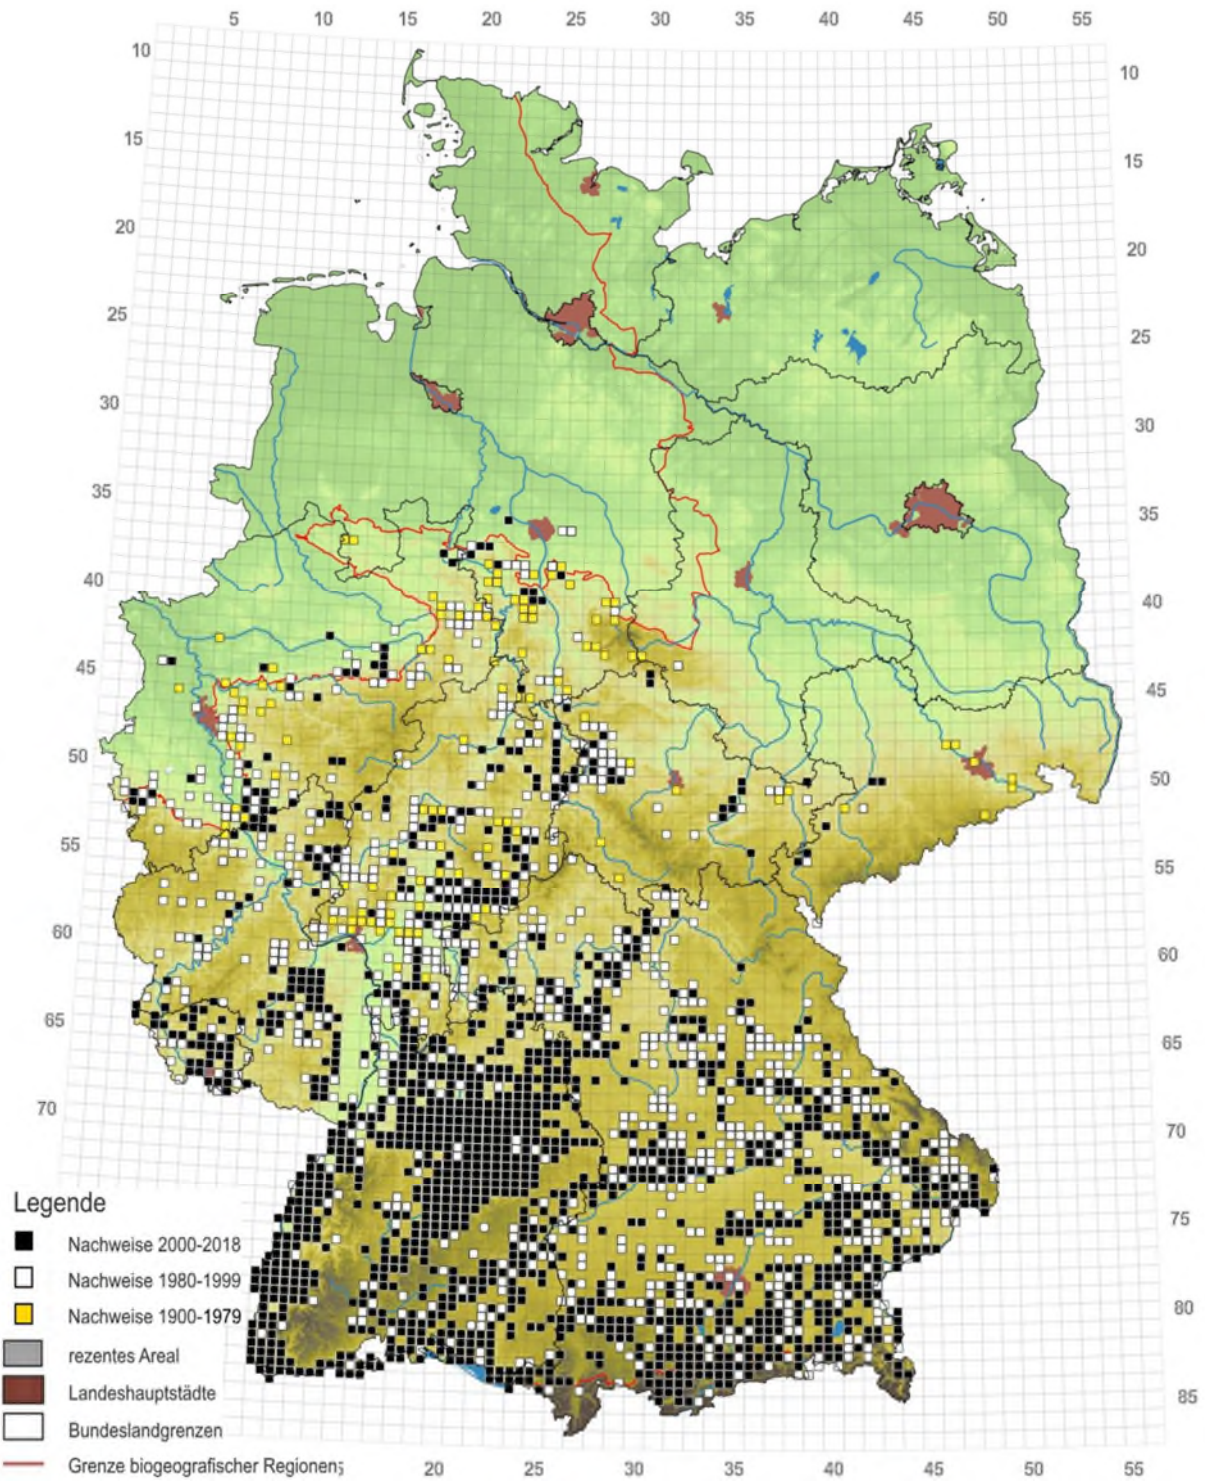 5 10 15 20 25 30 35 40 45 50 55
10 10
15 15
20 20
25 25
30 30
35 35
40 40
45 45
50 50
55 55
60 60
65 65
70 70
75
80
85
Legende
Nachweise 2000-2018
Nachweise 1980-1999
Nachweise 1900-1979
rezentes Areal
Landeshauptstädte
Bundeslandgrenzen
Grenze biogeografischer Regionen
20 25 30 35 40 45 50 55